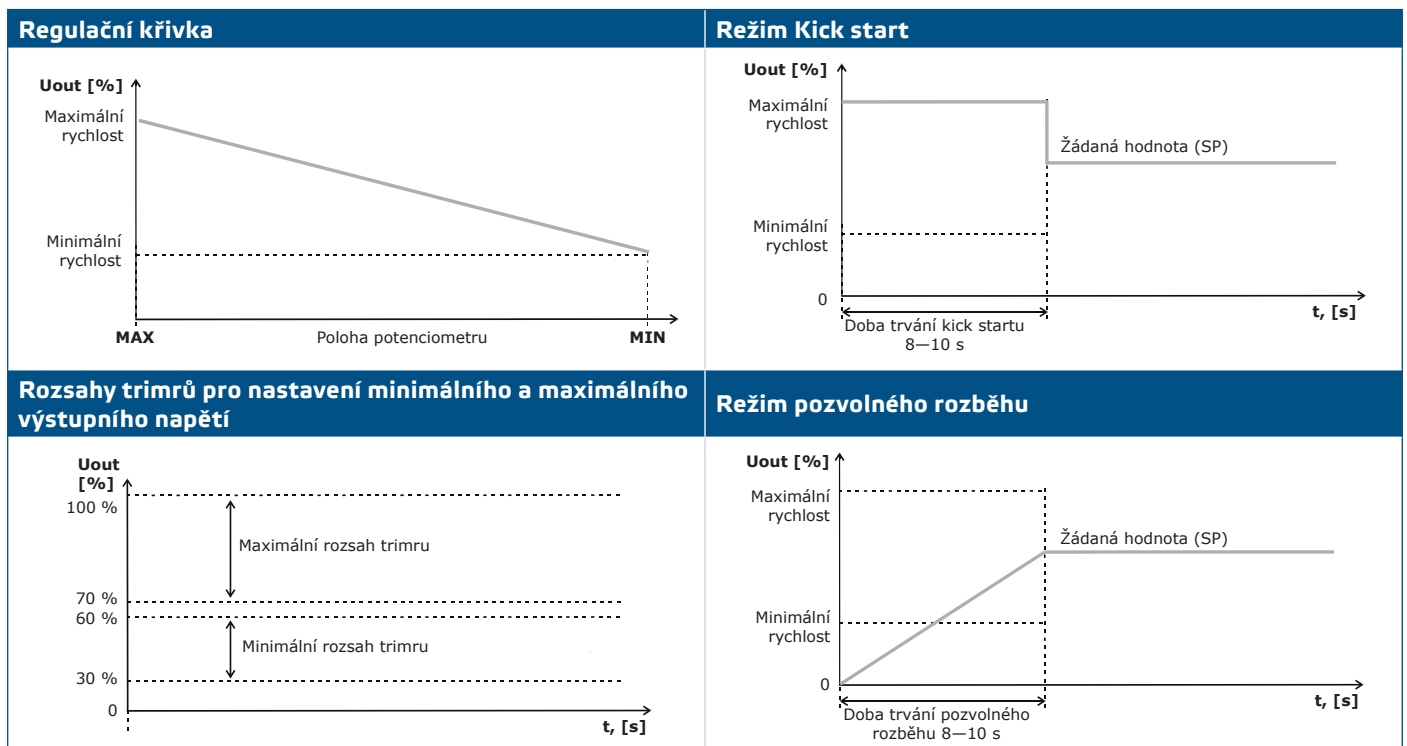 Regulační křivka
Uout [%]
Maximální
rychlost
Minimální
rychlost
MAX
Poloha potenciometru
MIN
Režim Kick start
Uout [%]
Maximální
rychlost
Žádaná hodnota (SP)
Minimální
rychlost
0
t, [s]
Doba trvání kick startu
8—10 s
Rozsahy trimrů pro nastavení minimálního a maximálního
výstupního napětí
Uout
[%]
100 %
Maximální rozsah trimru
70 %
60 %
Minimální rozsah trimru
30 %
0
t, [s]
Režim pozvolného rozběhu
Uout [%]
Maximální
rychlost
Žádaná hodnota (SP)
Minimální
rychlost
0
t, [s]
Doba trvání pozvolného
rozběhu 8—10 s